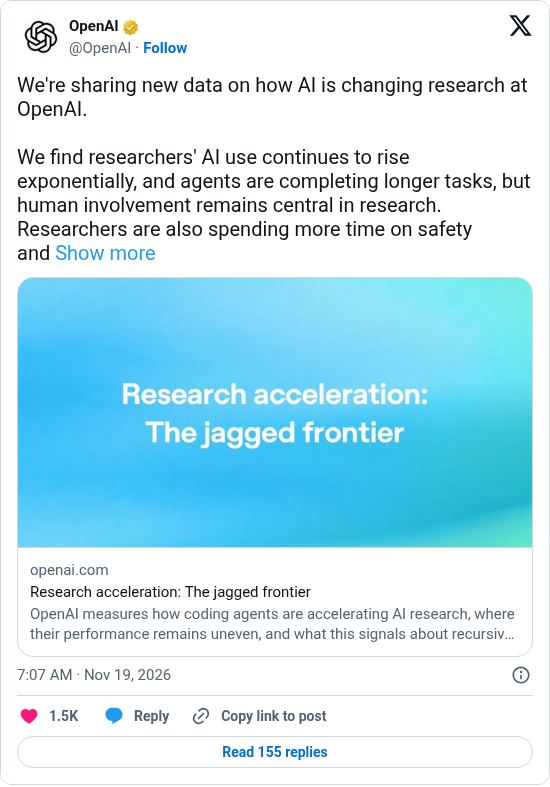 OpenAI
@OpenAI · Follow
We're sharing new data on how AI is changing research at
OpenAI.
We find researchers' AI use continues to rise
exponentially, and agents are completing longer tasks, but
human involvement remains central in research.
Researchers are also spending more time on safety
and Show more
Research acceleration:
The jagged frontier
openai.com
Research acceleration: The jagged frontier
OpenAI measures how coding agents are accelerating AI research, where
their performance remains uneven, and what this signals about recursiv…
7:07 AM · Nov 19, 2026
1.5K Reply Copy link to post
Read 155 replies